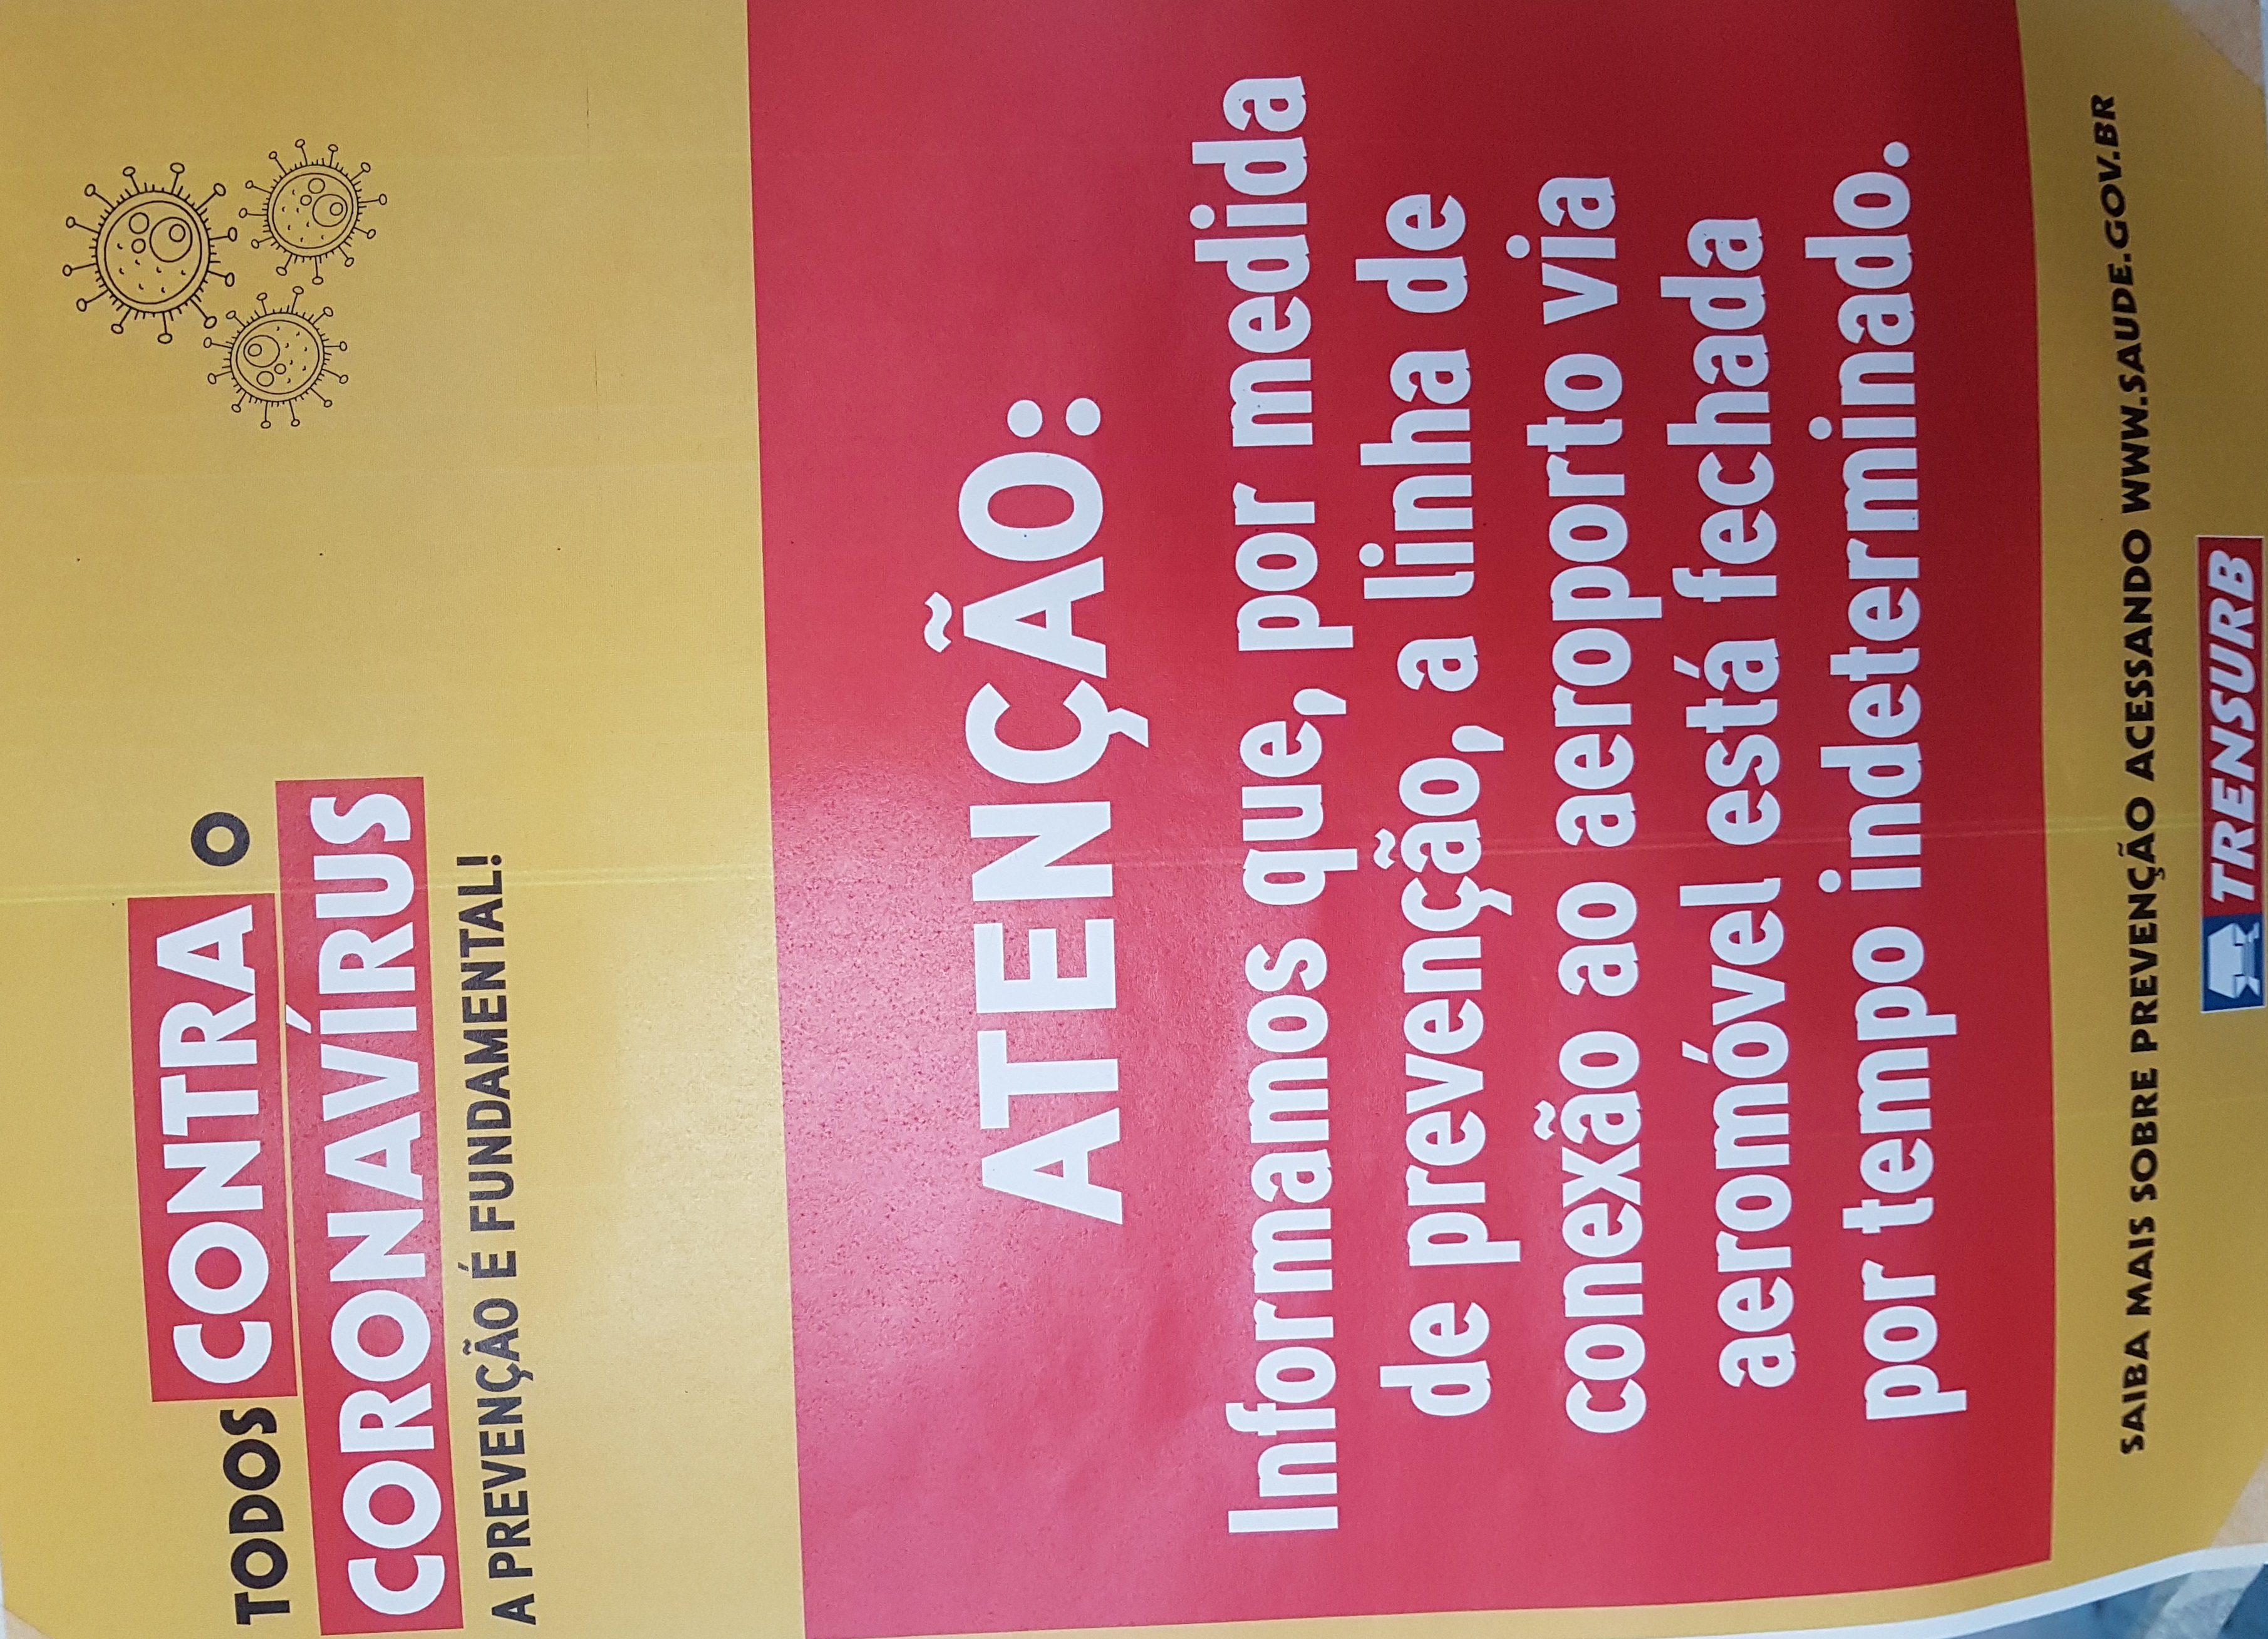 TODOS CONTRA O
CORONAVÍRUS
A PREVENÇÃO É FUNDAMENTAL!
ATENÇÃO:
Informamos que, por medida
de prevenção, a linha de
conexão ao aeroporto via
aeromóvel está fechada
por tempo indeterminado.
SAIBA MAIS SOBRE PREVENÇÃO ACESSANDO WWW.SAUDE.GOV.BR
TRENSURB